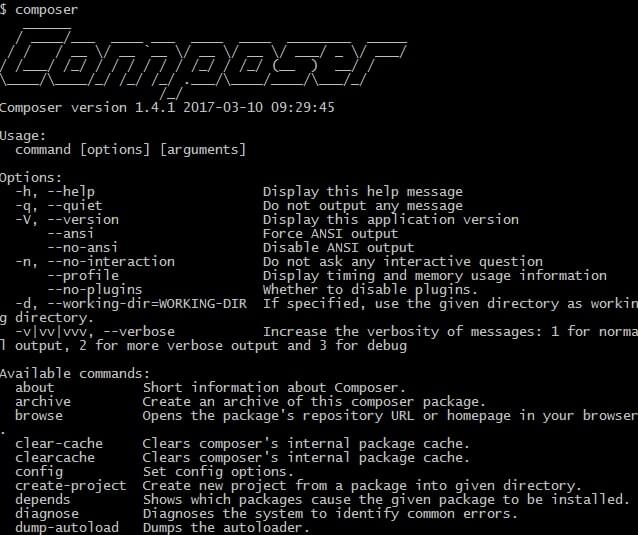 $ composer
Composer
Composer version 1.4.1 2017-03-10 09:29:45
Usage:
command [options] [arguments]
Options:
-h, --help Display this help message
-q, --quiet Do not output any message
-V, --version Display this application version
--ansi Force ANSI output
--no-ansi Disable ANSI output
-n, --no-interaction Do not ask any interactive question
--profile Display timing and memory usage information
--no-plugins Whether to disable plugins.
-d, --working-dir=WORKING-DIR If specified, use the given directory as workin
g directory.
-v|vv|vvv, --verbose Increase the verbosity of messages: 1 for norma
l output, 2 for more verbose output and 3 for debug
Available commands:
about Short information about Composer.
archive Create an archive of this composer package.
browse Opens the package's repository URL or homepage in your browser
.
clear-cache Clears composer's internal package cache.
clearcache Clears composer's internal package cache.
config Set config options.
create-project Create new project from a package into given directory.
depends Shows which packages cause the given package to be installed.
diagnose Diagnoses the system to identify common errors.
dump-autoload Dumps the autoloader.